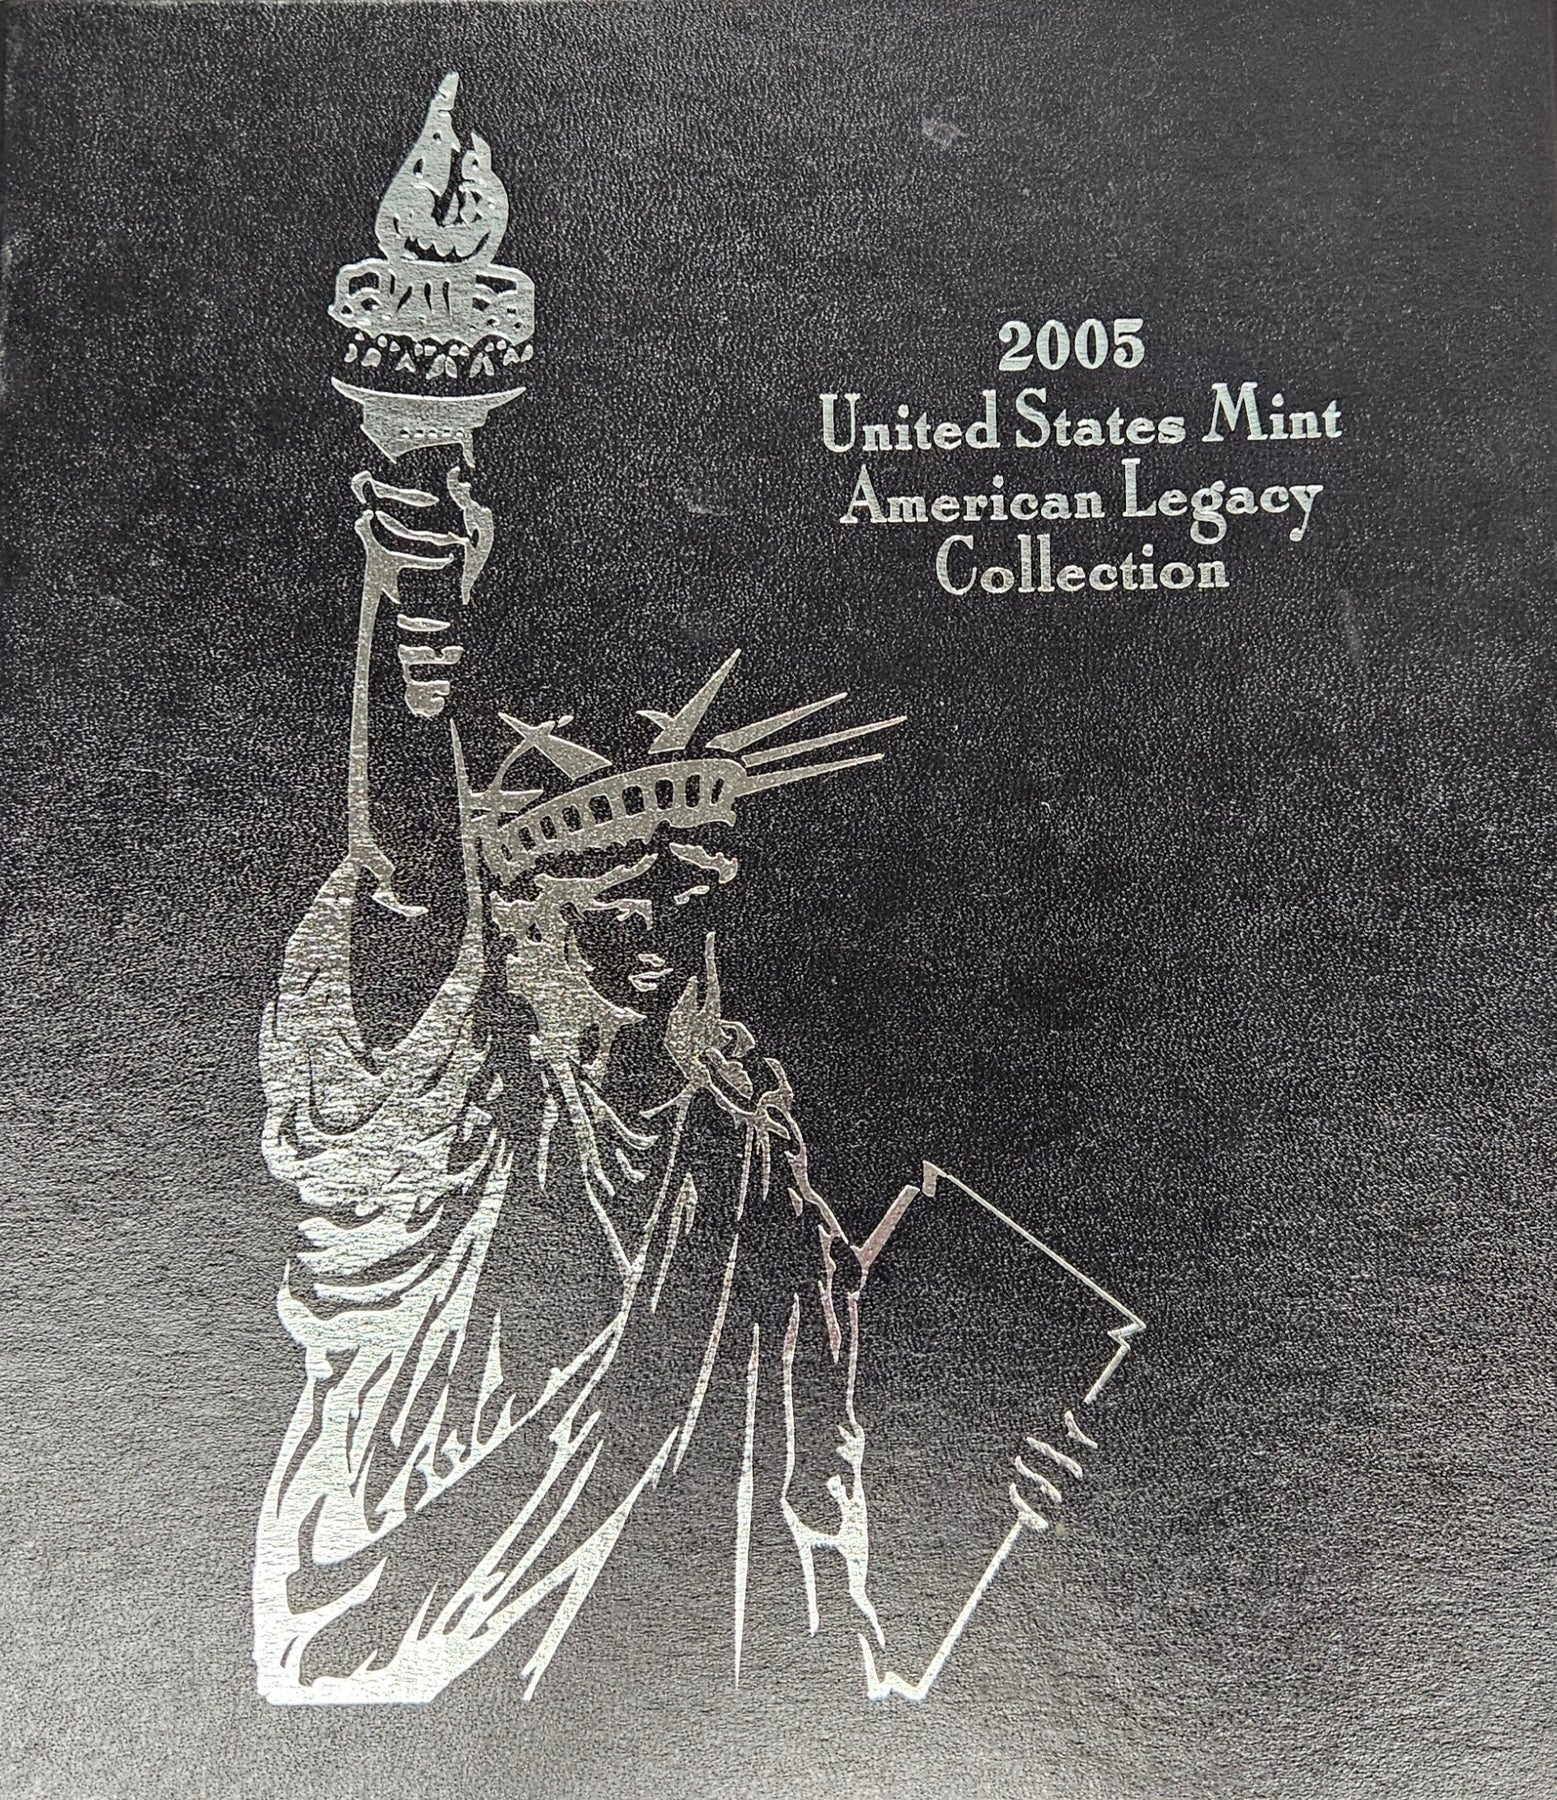 2005
United States Mint
American Legacy
Collection